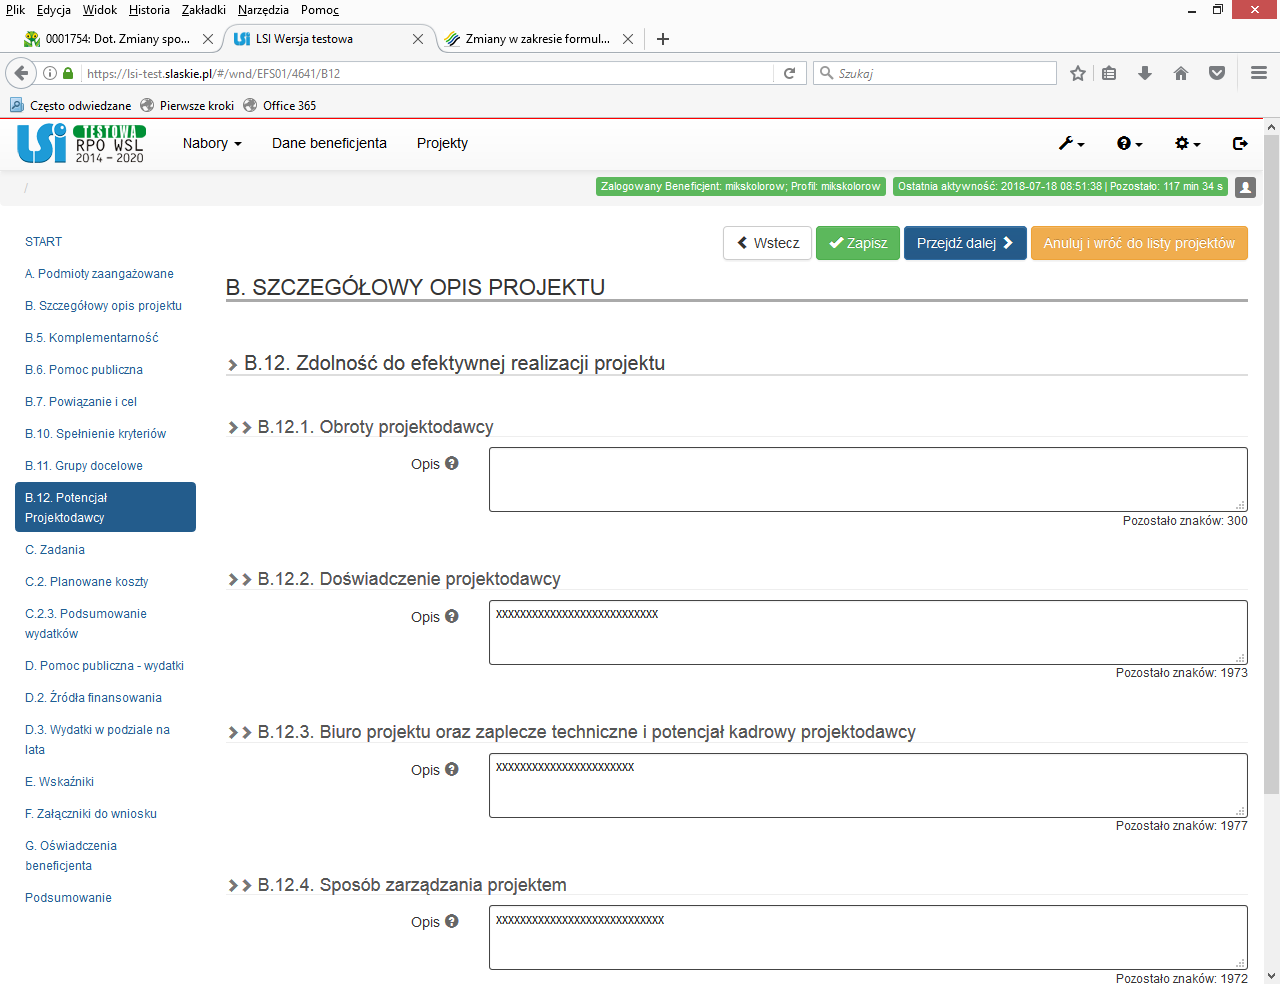 Plik Edycja Widok Historia Zakładki Narzędzia Pomoc
0001754: Dot. Zmiany spo...
LSI Wersja testowa
Zmiany w zakresie formul...
https://lsi-test.slaskie.pl/#/wnd/EFS01/4641/B12
Szukaj
Często odwiedzane Pierwsze kroki Office 365
LSI TESTOWA RPO WSL 2014 – 2020
Nabory Dane beneficjenta Projekty
/
Zalogowany Beneficjent: mikskolorow; Profil: mikskolorow
Ostatnia aktywność: 2018-07-18 08:51:38 | Pozostało: 117 min 34 s
START
A. Podmioty zaangażowane
B. Szczegółowy opis projektu
B.5. Komplementarność
B.6. Pomoc publiczna
B.7. Powiązanie i cel
B.10. Spełnienie kryteriów
B.11. Grupy docelowe
B.12. Potencjał
Projektodawcy
C. Zadania
C.2. Planowane koszty
C.2.3. Podsumowanie
wydatków
D. Pomoc publiczna - wydatki
D.2. Źródła finansowania
D.3. Wydatki w podziale na
lata
E. Wskaźniki
F. Załączniki do wniosku
G. Oświadczenia
beneficjenta
Podsumowanie
Wstecz Zapisz Przejdź dalej Anuluj i wróć do listy projektów
B. SZCZEGÓŁOWY OPIS PROJEKTU
B.12. Zdolność do efektywnej realizacji projektu
B.12.1. Obroty projektodawcy
Opis
Pozostało znaków: 300
B.12.2. Doświadczenie projektodawcy
Opis
XXXXXXXXXXXXXXXXXXXXXXXXXXX
Pozostało znaków: 1973
B.12.3. Biuro projektu oraz zaplecze techniczne i potencjał kadrowy projektodawcy
Opis
XXXXXXXXXXXXXXXXXXXXXXX
Pozostało znaków: 1977
B.12.4. Sposób zarządzania projektem
Opis
XXXXXXXXXXXXXXXXXXXXXXXXXXXX
Pozostało znaków: 1972